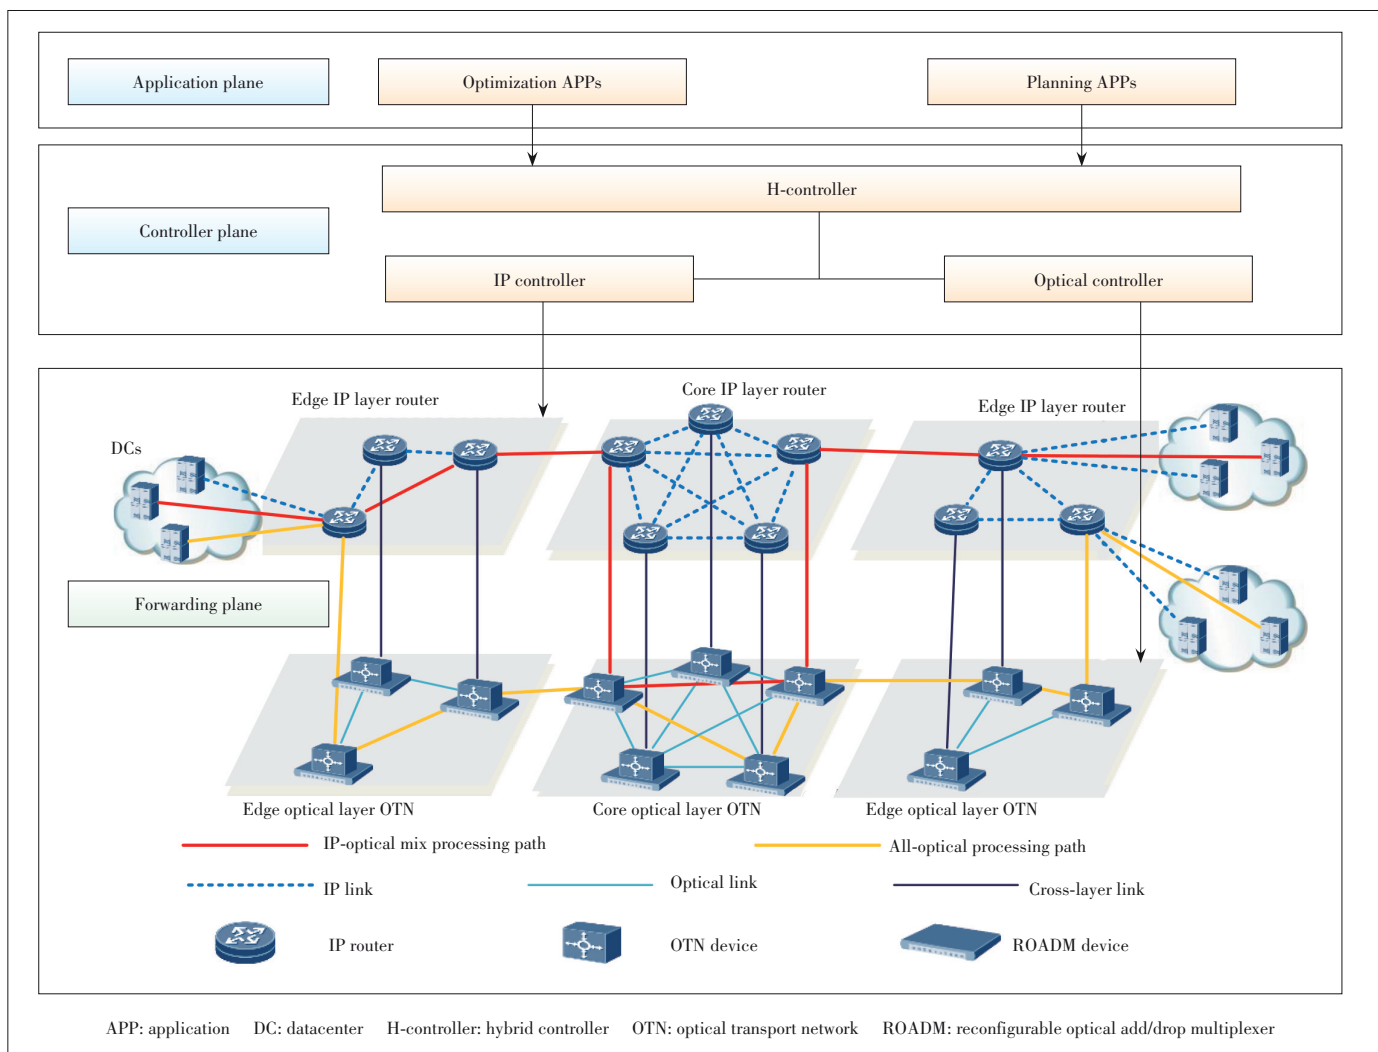 Application plane
Optimization APPs
Planning APPs
H-controller
Controller plane
IP controller
Optical controller
Core IP layer router
Edge IP layer router
Edge IP layer router
DCs
Forwarding plane
Edge optical layer OTN
Core optical layer OTN
Edge optical layer OTN
IP-optical mix processing path
All-optical processing path
IP link
Optical link
Cross-layer link
IP router
OTN device
ROADM device
APP: application DC: datacenter H-controller: hybrid controller OTN: optical transport network ROADM: reconfigurable optical add/drop multiplexer